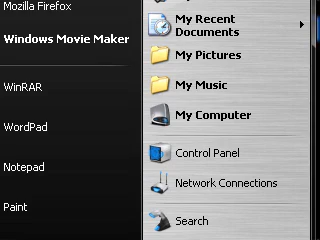 Mozilla Firefox
Windows Movie Maker
WinRAR
WordPad
Notepad
Paint
My Recent
Documents
My Pictures
My Music
My Computer
Control Panel
Network Connections
Search